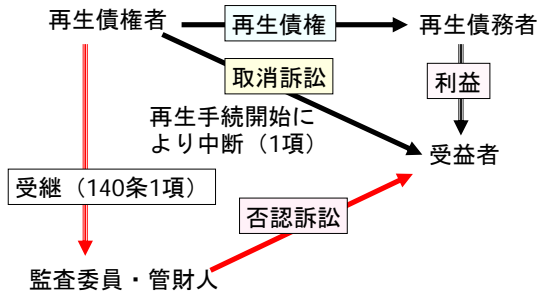 再生債権者
再生債権
再生債務者
取消訴訟
利益
再生手続開始に
より中断（1項）
受益者
受継（140条1項）
否認訴訟
監査委員・管財人